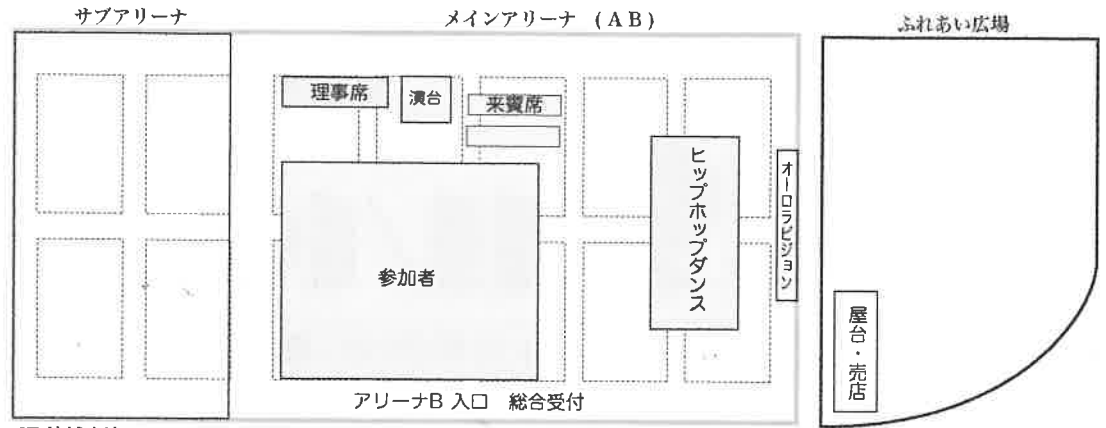 サブアリーナ
メインアリーナ (AB)
ふれあい広場
理事席
演台
来賓席
ヒップホップダンス
オーロラビジョン
参加者
屋台・売店
アリーナB 入口 総合受付